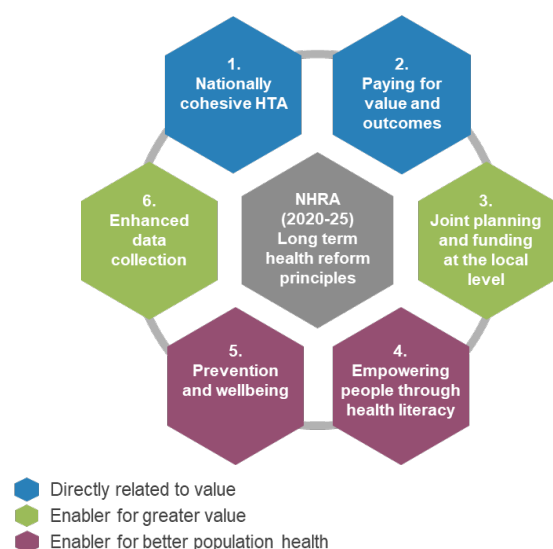 1.
Nationally
cohesive HTA
2.
Paying for
value and
outcomes
6.
Enhanced
data
collection
NHRA
(2020-25)
Long term
health reform
principles
3.
Joint planning
and funding
at the local
level
5.
Prevention
and wellbeing
4.
Empowering
people through
health literacy
Directly related to value
Enabler for greater value
Enabler for better population health